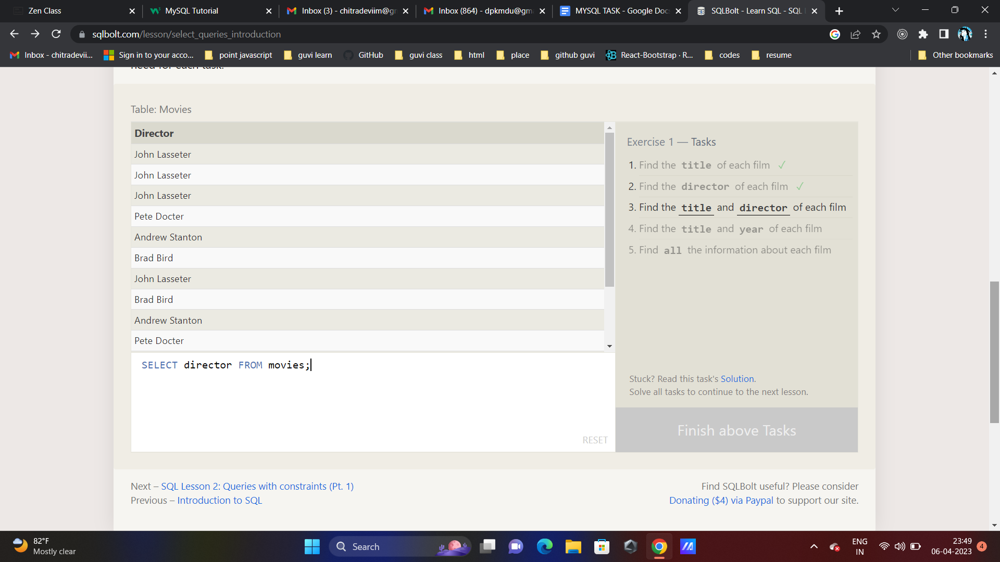 Zen Class
MySQL Tutorial
Inbox (3) - chitradeviim@gr
Inbox (864) - dpkmdu@gm
MYSQL TASK - Google Doc
SQLBolt - Learn SQL - SQL
sqlbolt.com/lesson/select_queries_introduction
Inbox - chitradevii...
Sign in to your acco...
point javascript
guvi learn
GitHub
guvi class
html
place
github guvi
React-Bootstrap · R...
codes
resume
Other bookmarks
need for each task.
Table: Movies
Director
John Lasseter
John Lasseter
John Lasseter
Pete Docter
Andrew Stanton
Brad Bird
John Lasseter
Brad Bird
Andrew Stanton
Pete Docter
SELECT director FROM movies;
RESET
Exercise 1 — Tasks
1. Find the title of each film ✓
2. Find the director of each film ✓
3. Find the title and director of each film
4. Find the title and year of each film
5. Find all the information about each film
Stuck? Read this task's Solution.
Solve all tasks to continue to the next lesson.
Finish above Tasks
Next – SQL Lesson 2: Queries with constraints (Pt. 1)
Previous – Introduction to SQL
Find SQLBolt useful? Please consider
Donating ($4) via Paypal to support our site.
82°F
Mostly clear
Search
ENG
IN
23:49
06-04-2023
4